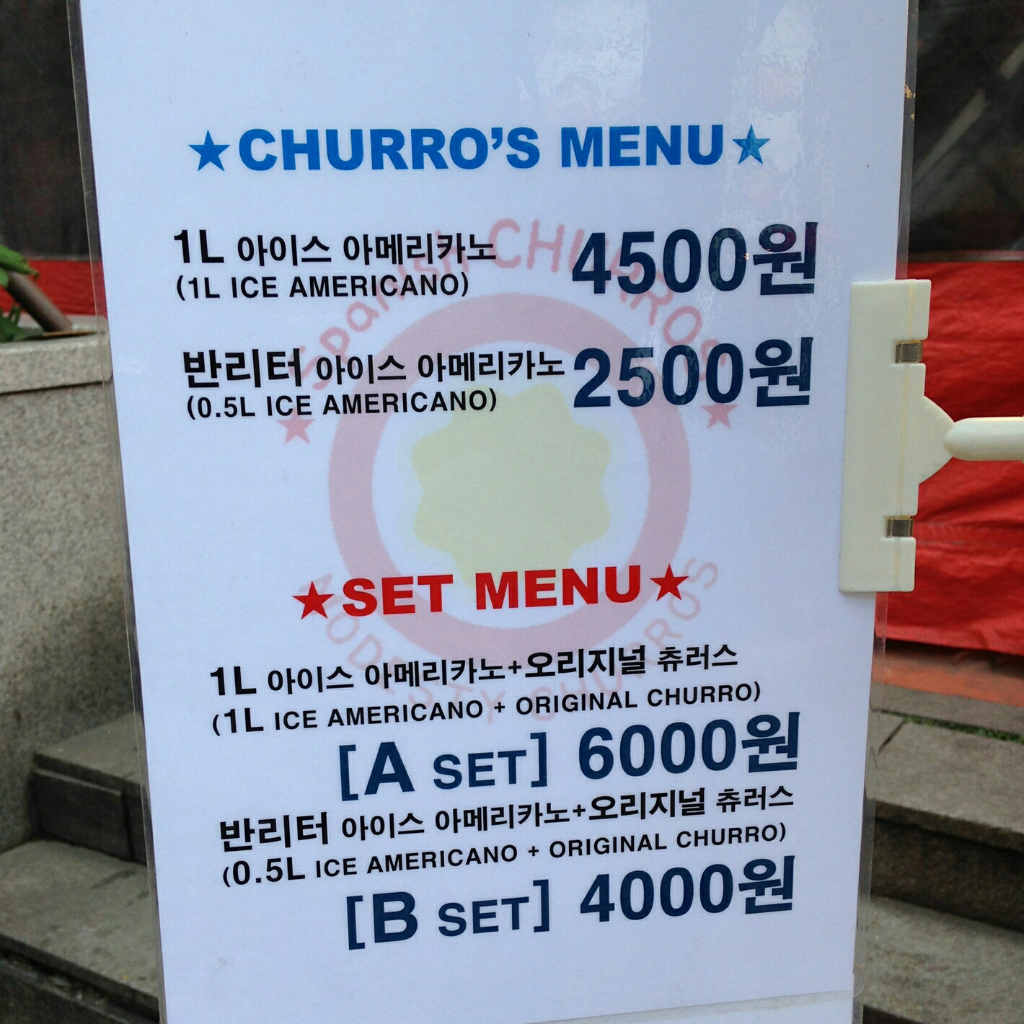 ★CHURRO'S MENU★
1L 아이스 아메리카노 4500원
(1L ICE AMERICANO)
반리터 아이스 아메리카노 2500원
(0.5L ICE AMERICANO)
Spanish CHURROS
★SET MENU★
MODESTY CHURROS
1L 아이스 아메리카노+오리지널 츄러스
(1L ICE AMERICANO + ORIGINAL CHURRO)
[A SET] 6000원
반리터 아이스 아메리카노+오리지널 츄러스
(0.5L ICE AMERICANO + ORIGINAL CHURRO)
[B SET] 4000원